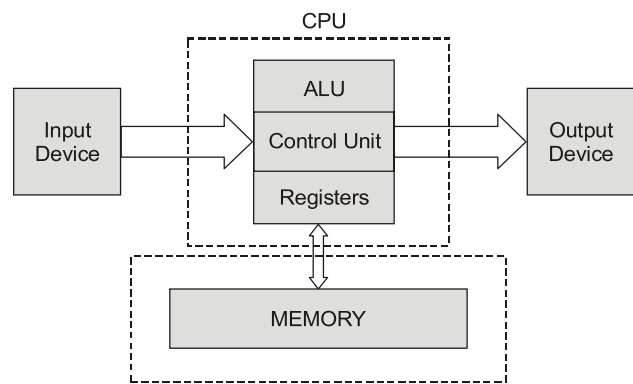 CPU
ALU
Input
Device
Control Unit
Output
Device
Registers
MEMORY